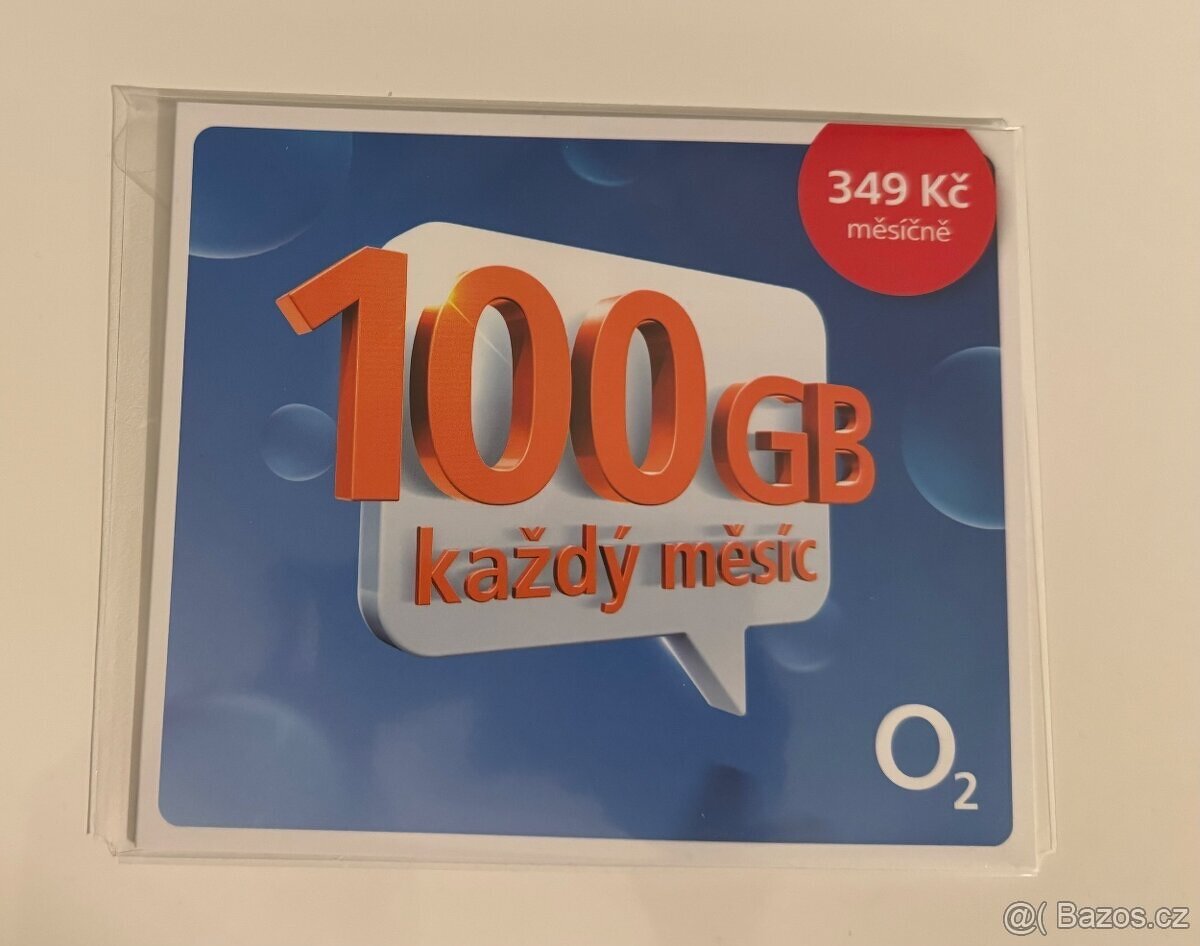 349 Kč
měsíčně
100GB
každý měsíc
O2
@( Bazos.cz